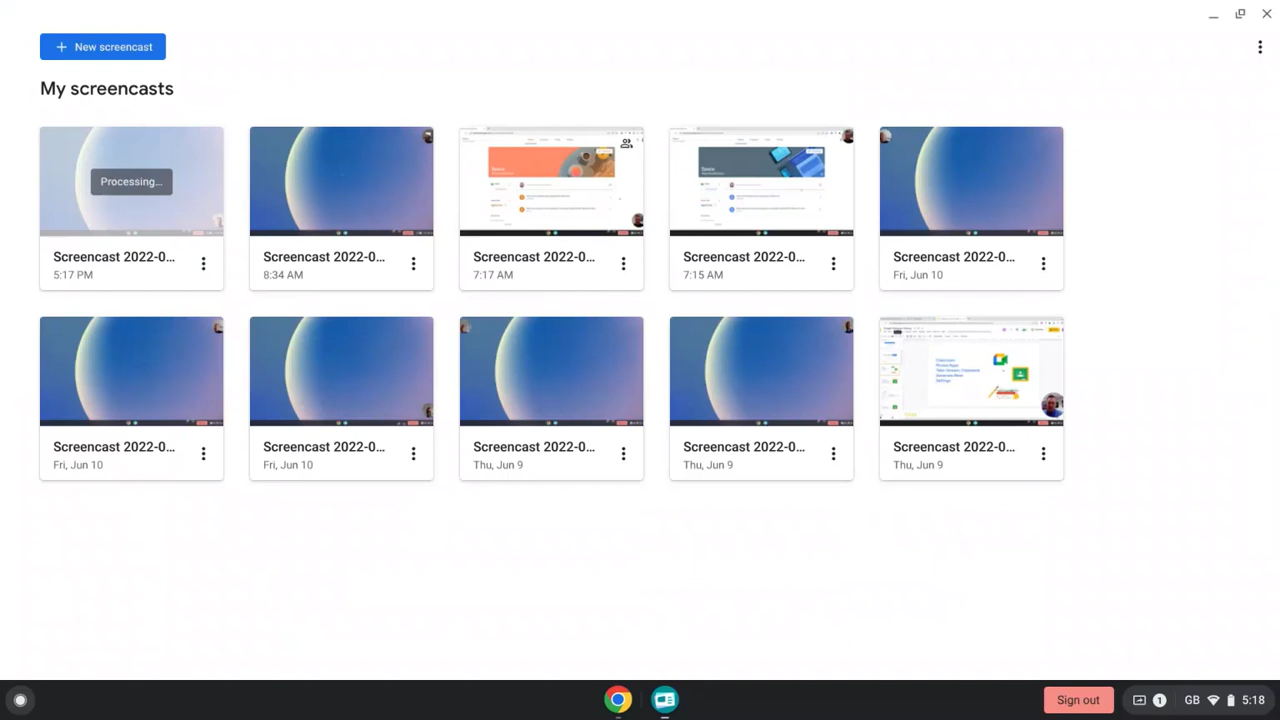 New screencast
My screencasts
Processing...
Screencast 2022-0...
5:17 PM
Screencast 2022-0...
8:34 AM
Screencast 2022-0...
7:17 AM
Screencast 2022-0...
7:15 AM
Screencast 2022-0...
Fri, Jun 10
Screencast 2022-0...
Fri, Jun 10
Screencast 2022-0...
Fri, Jun 10
Screencast 2022-0...
Thu, Jun 9
Screencast 2022-0...
Thu, Jun 9
Screencast 2022-0...
Thu, Jun 9
Sign out
1
GB
5:18